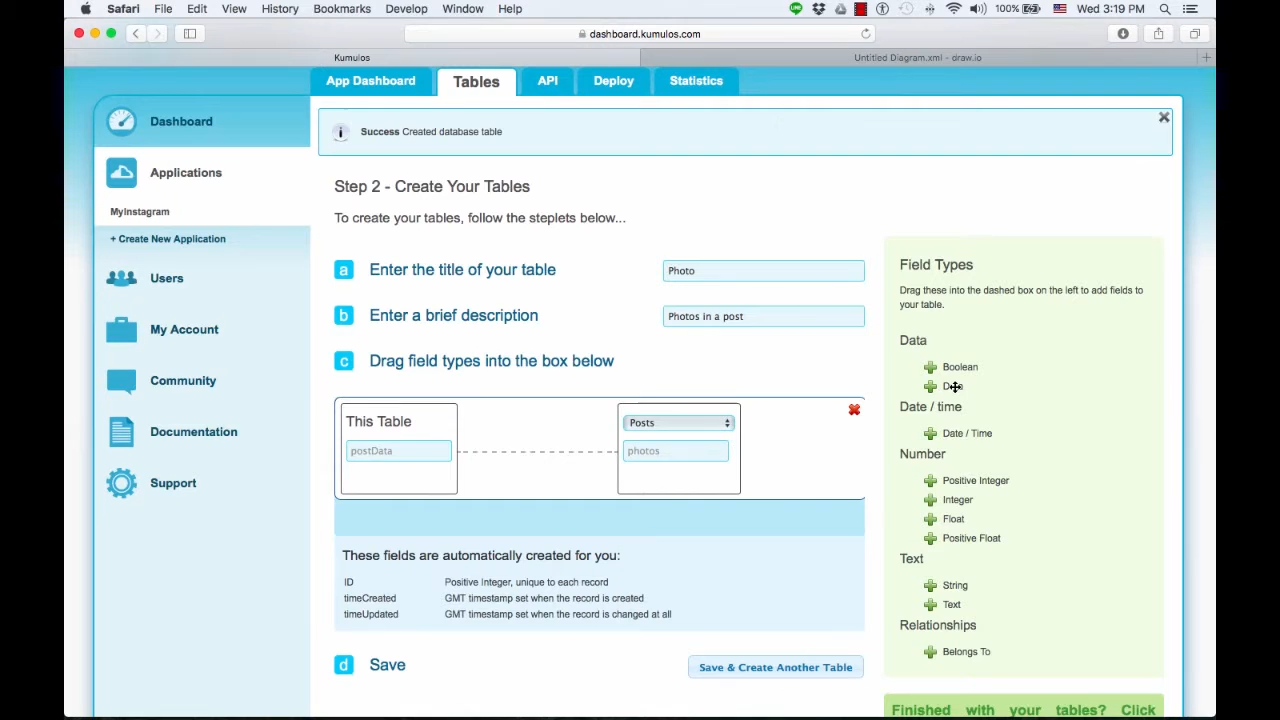 Safari File Edit View History Bookmarks Develop Window Help
100%
Wed 3:19 PM
dashboard.kumulos.com
Kumulos
Untitled Diagram.xml - draw.io
App Dashboard
Tables
API
Deploy
Statistics
Dashboard
Applications
MyInstagram
+ Create New Application
Users
My Account
Community
Documentation
Support
Success Created database table
Step 2 - Create Your Tables
To create your tables, follow the steplets below...
a Enter the title of your table
Photo
b Enter a brief description
Photos in a post
c Drag field types into the box below
This Table
postData
Posts
photos
These fields are automatically created for you:
ID Positive Integer, unique to each record
timeCreated GMT timestamp set when the record is created
timeUpdated GMT timestamp set when the record is changed at all
d Save
Save & Create Another Table
Field Types
Drag these into the dashed box on the left to add fields to
your table.
Data
Boolean
Date / time
Date / Time
Number
Positive Integer
Integer
Float
Positive Float
Text
String
Text
Relationships
Belongs To
Finished with your tables? Click